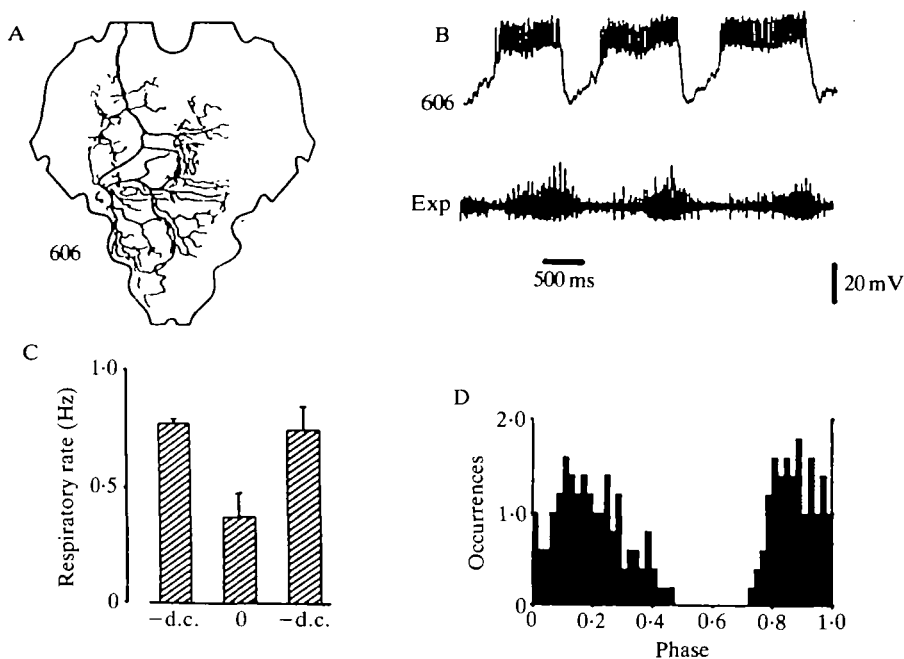 A
606
B
606
Exp
500 ms
20 mV
C
Respiratory rate (Hz)
1·0
0·5
0
−d.c.
0
−d.c.
D
Occurrences
2·0
1·0
0
0
0·2
0·4
0·6
0·8
1·0
Phase